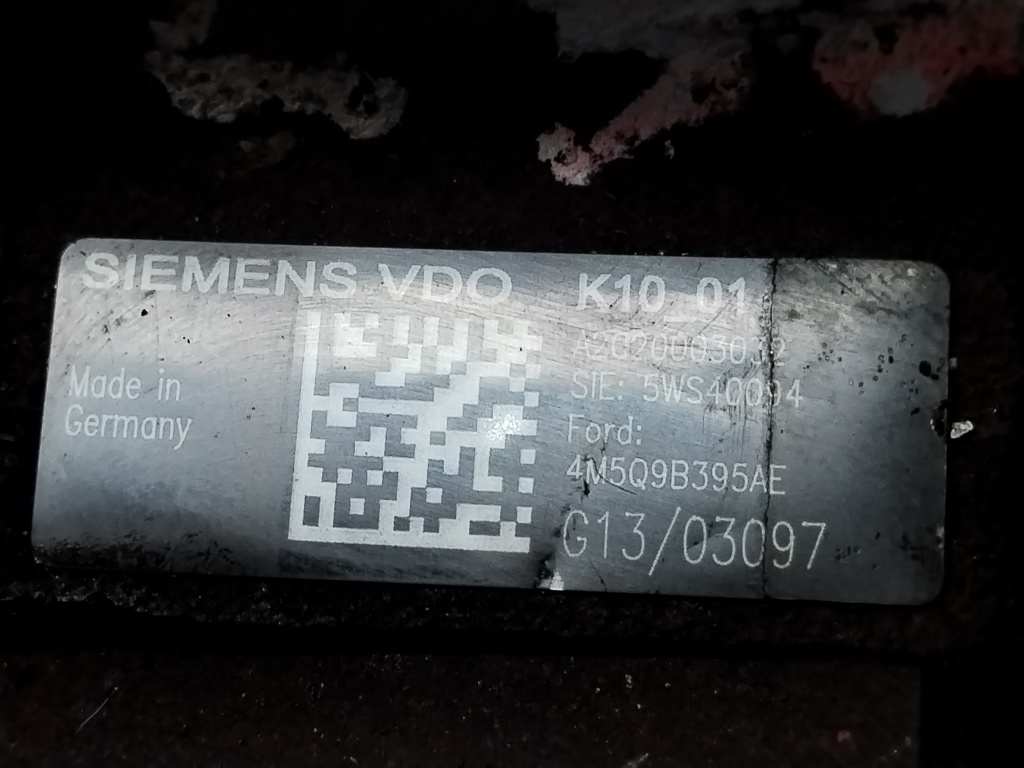 SIEMENS VDO
K10_01
SIE: 5WS40094
Ford:
4M5Q9B395AE
G13/03097
Made in
Germany